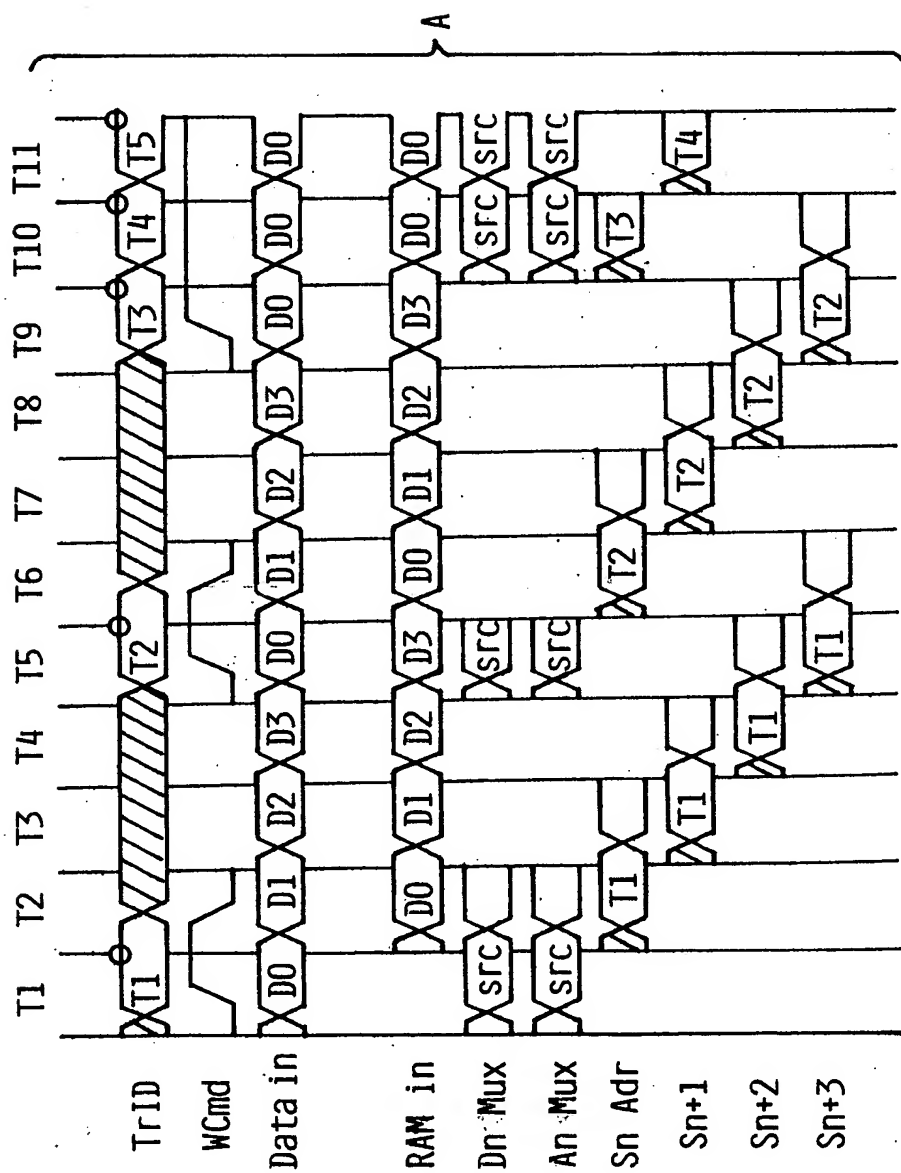 T1 T2 T3 T4 T5 T6 T7 T8 T9 T10 T11
TrID T1 T2 T3 T4 T5
WCmd
Data in D0 D1 D2 D3 D0 D1 D2 D3 D0 D0 D0
RAM in D0 D1 D2 D3 D0 D1 D2 D3 D0 D0
Dn Mux src src src src
An Mux src src src src
Sn Adr T1 T2 T3
Sn+1 T1 T2 T4
Sn+2 T1 T2
Sn+3 T1 T2
A